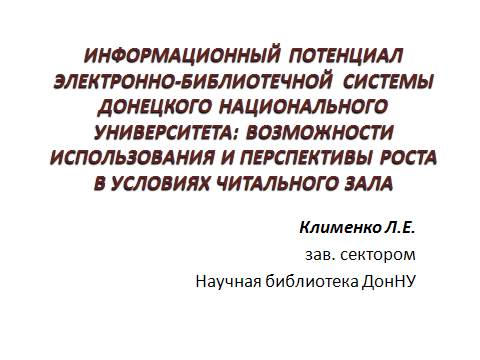 ИНФОРМАЦИОННЫЙ ПОТЕНЦИАЛ
ЭЛЕКТРОННО-БИБЛИОТЕЧНОЙ СИСТЕМЫ
ДОНЕЦКОГО НАЦИОНАЛЬНОГО
УНИВЕРСИТЕТА: ВОЗМОЖНОСТИ
ИСПОЛЬЗОВАНИЯ И ПЕРСПЕКТИВЫ РОСТА
В УСЛОВИЯХ ЧИТАЛЬНОГО ЗАЛА
Клименко Л.Е.
зав. сектором
Научная библиотека ДонНУ